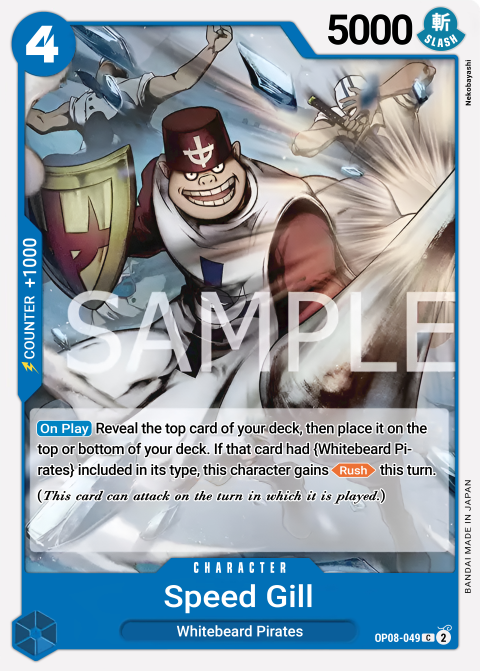 4
5000
斬
SLASH
Nekobayashi
COUNTER +1000
SAMPLE
On Play Reveal the top card of your deck, then place it on the
top or bottom of your deck. If that card had {Whitebeard Pi-
rates} included in its type, this character gains Rush this turn.
(This card can attack on the turn in which it is played.)
BANDAI MADE IN JAPAN
CHARACTER
Speed Gill
Whitebeard Pirates
OP08-049 C 2